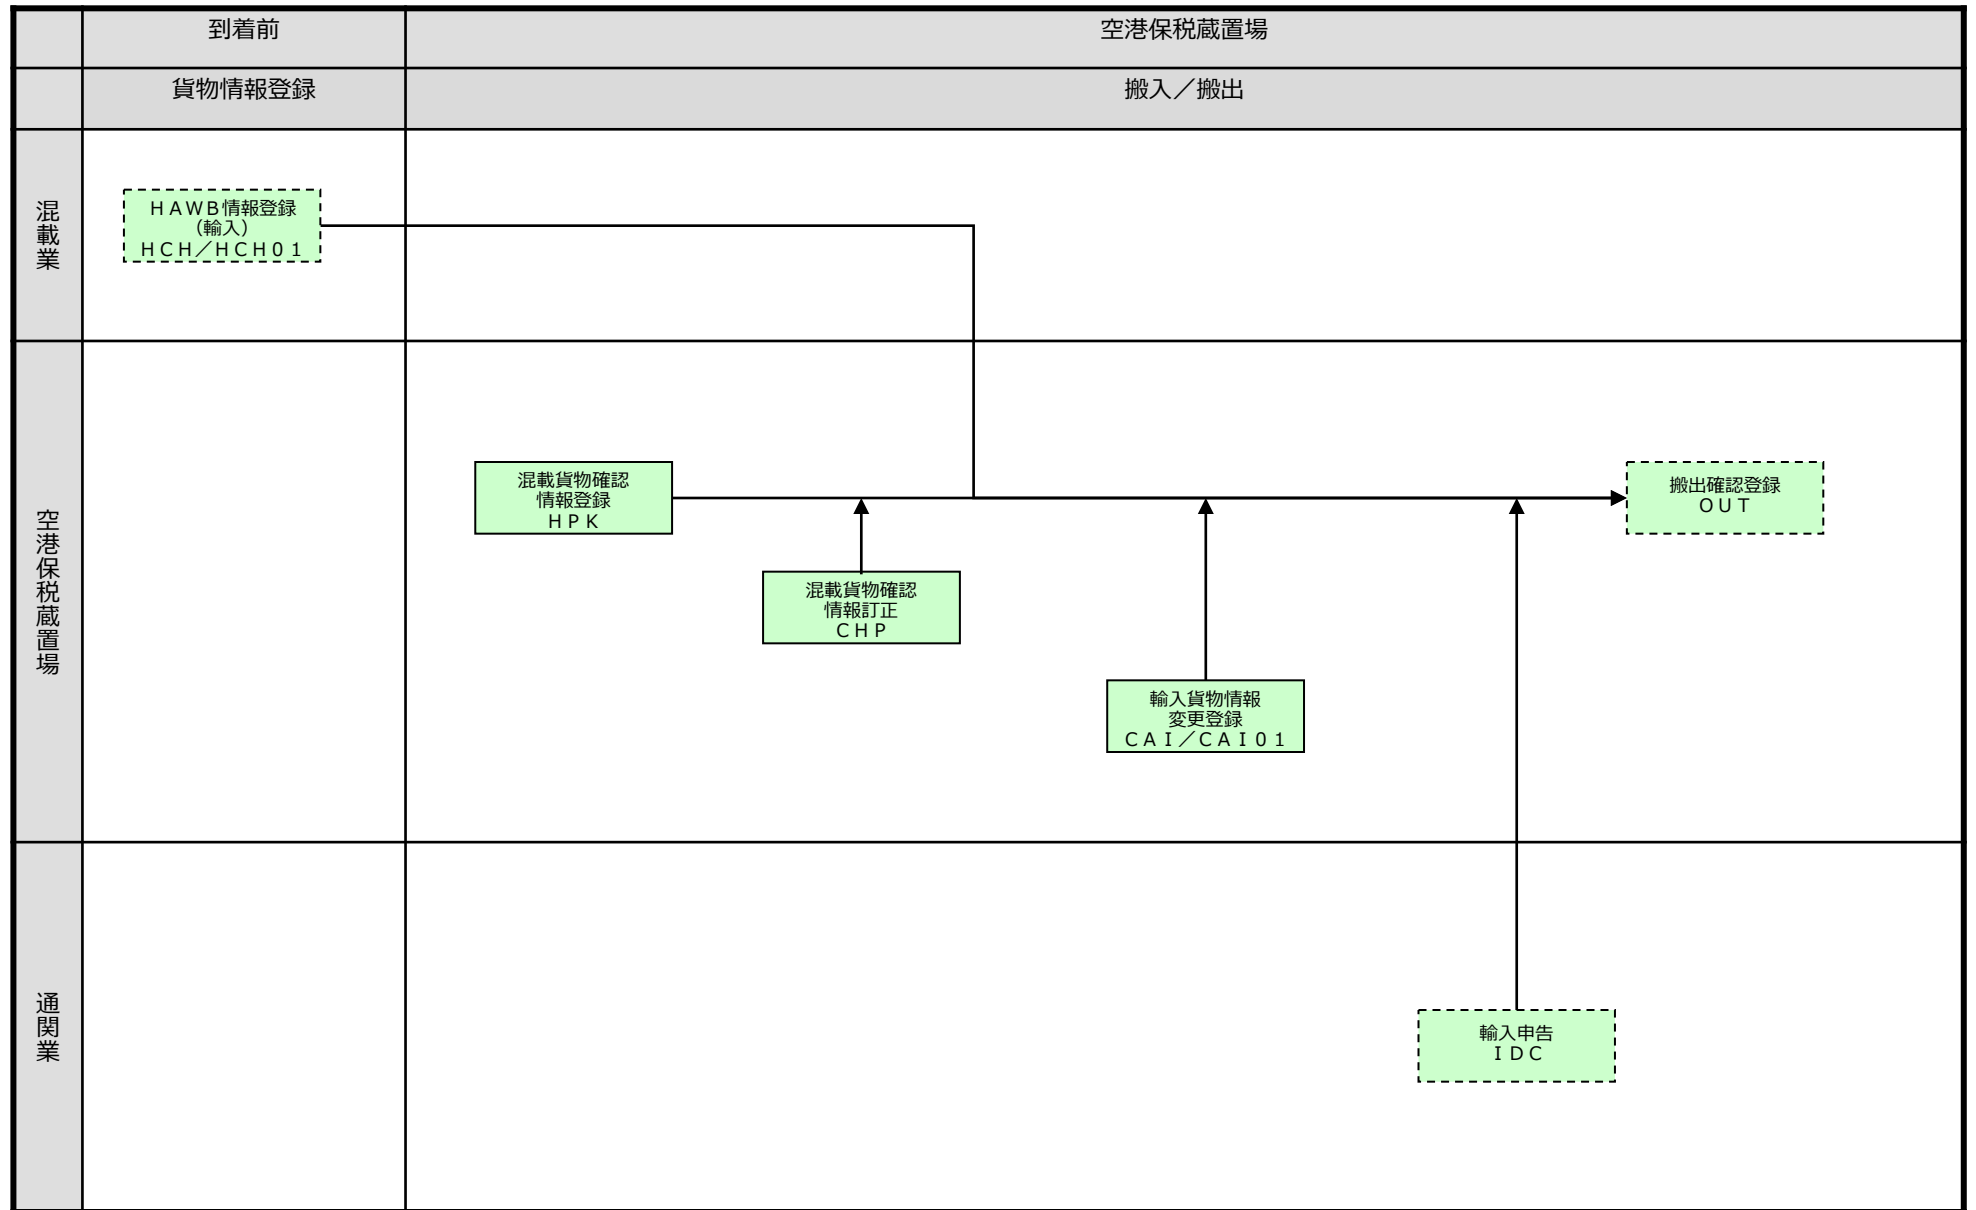 到着前
空港保税蔵置場
貨物情報登録
搬入／搬出
混載業
ＨＡＷＢ情報登録
（輸入）
ＨＣＨ／ＨＣＨ０１
空港保税蔵置場
混載貨物確認
情報登録
ＨＰＫ
搬出確認登録
ＯＵＴ
混載貨物確認
情報訂正
ＣＨＰ
輸入貨物情報
変更登録
ＣＡＩ／ＣＡＩ０１
通関業
輸入申告
ＩＤＣ